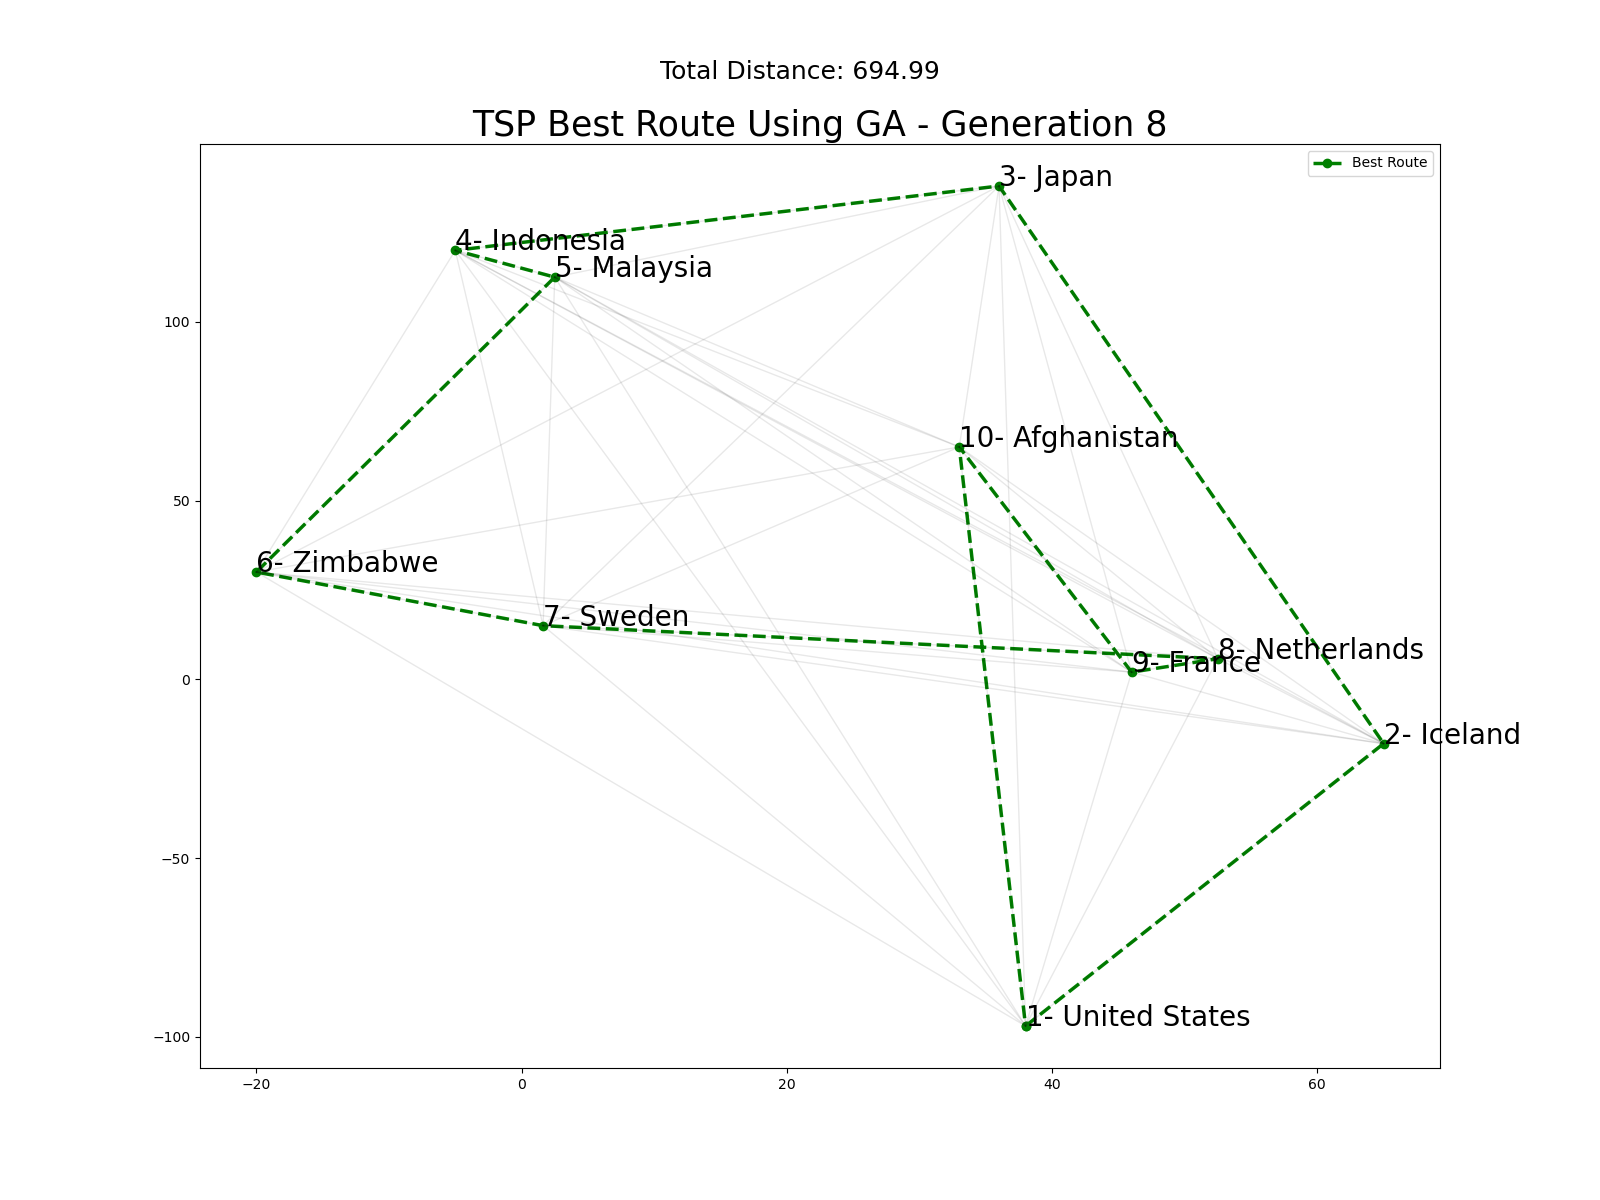 Total Distance: 694.99
TSP Best Route Using GA - Generation 8
Best Route
3- Japan
4- Indonesia
5- Malaysia
100
10- Afghanistan
50
6- Zimbabwe
7- Sweden
8- Netherlands
9- France
0
2- Iceland
−50
1- United States
−100
−20
0
20
40
60